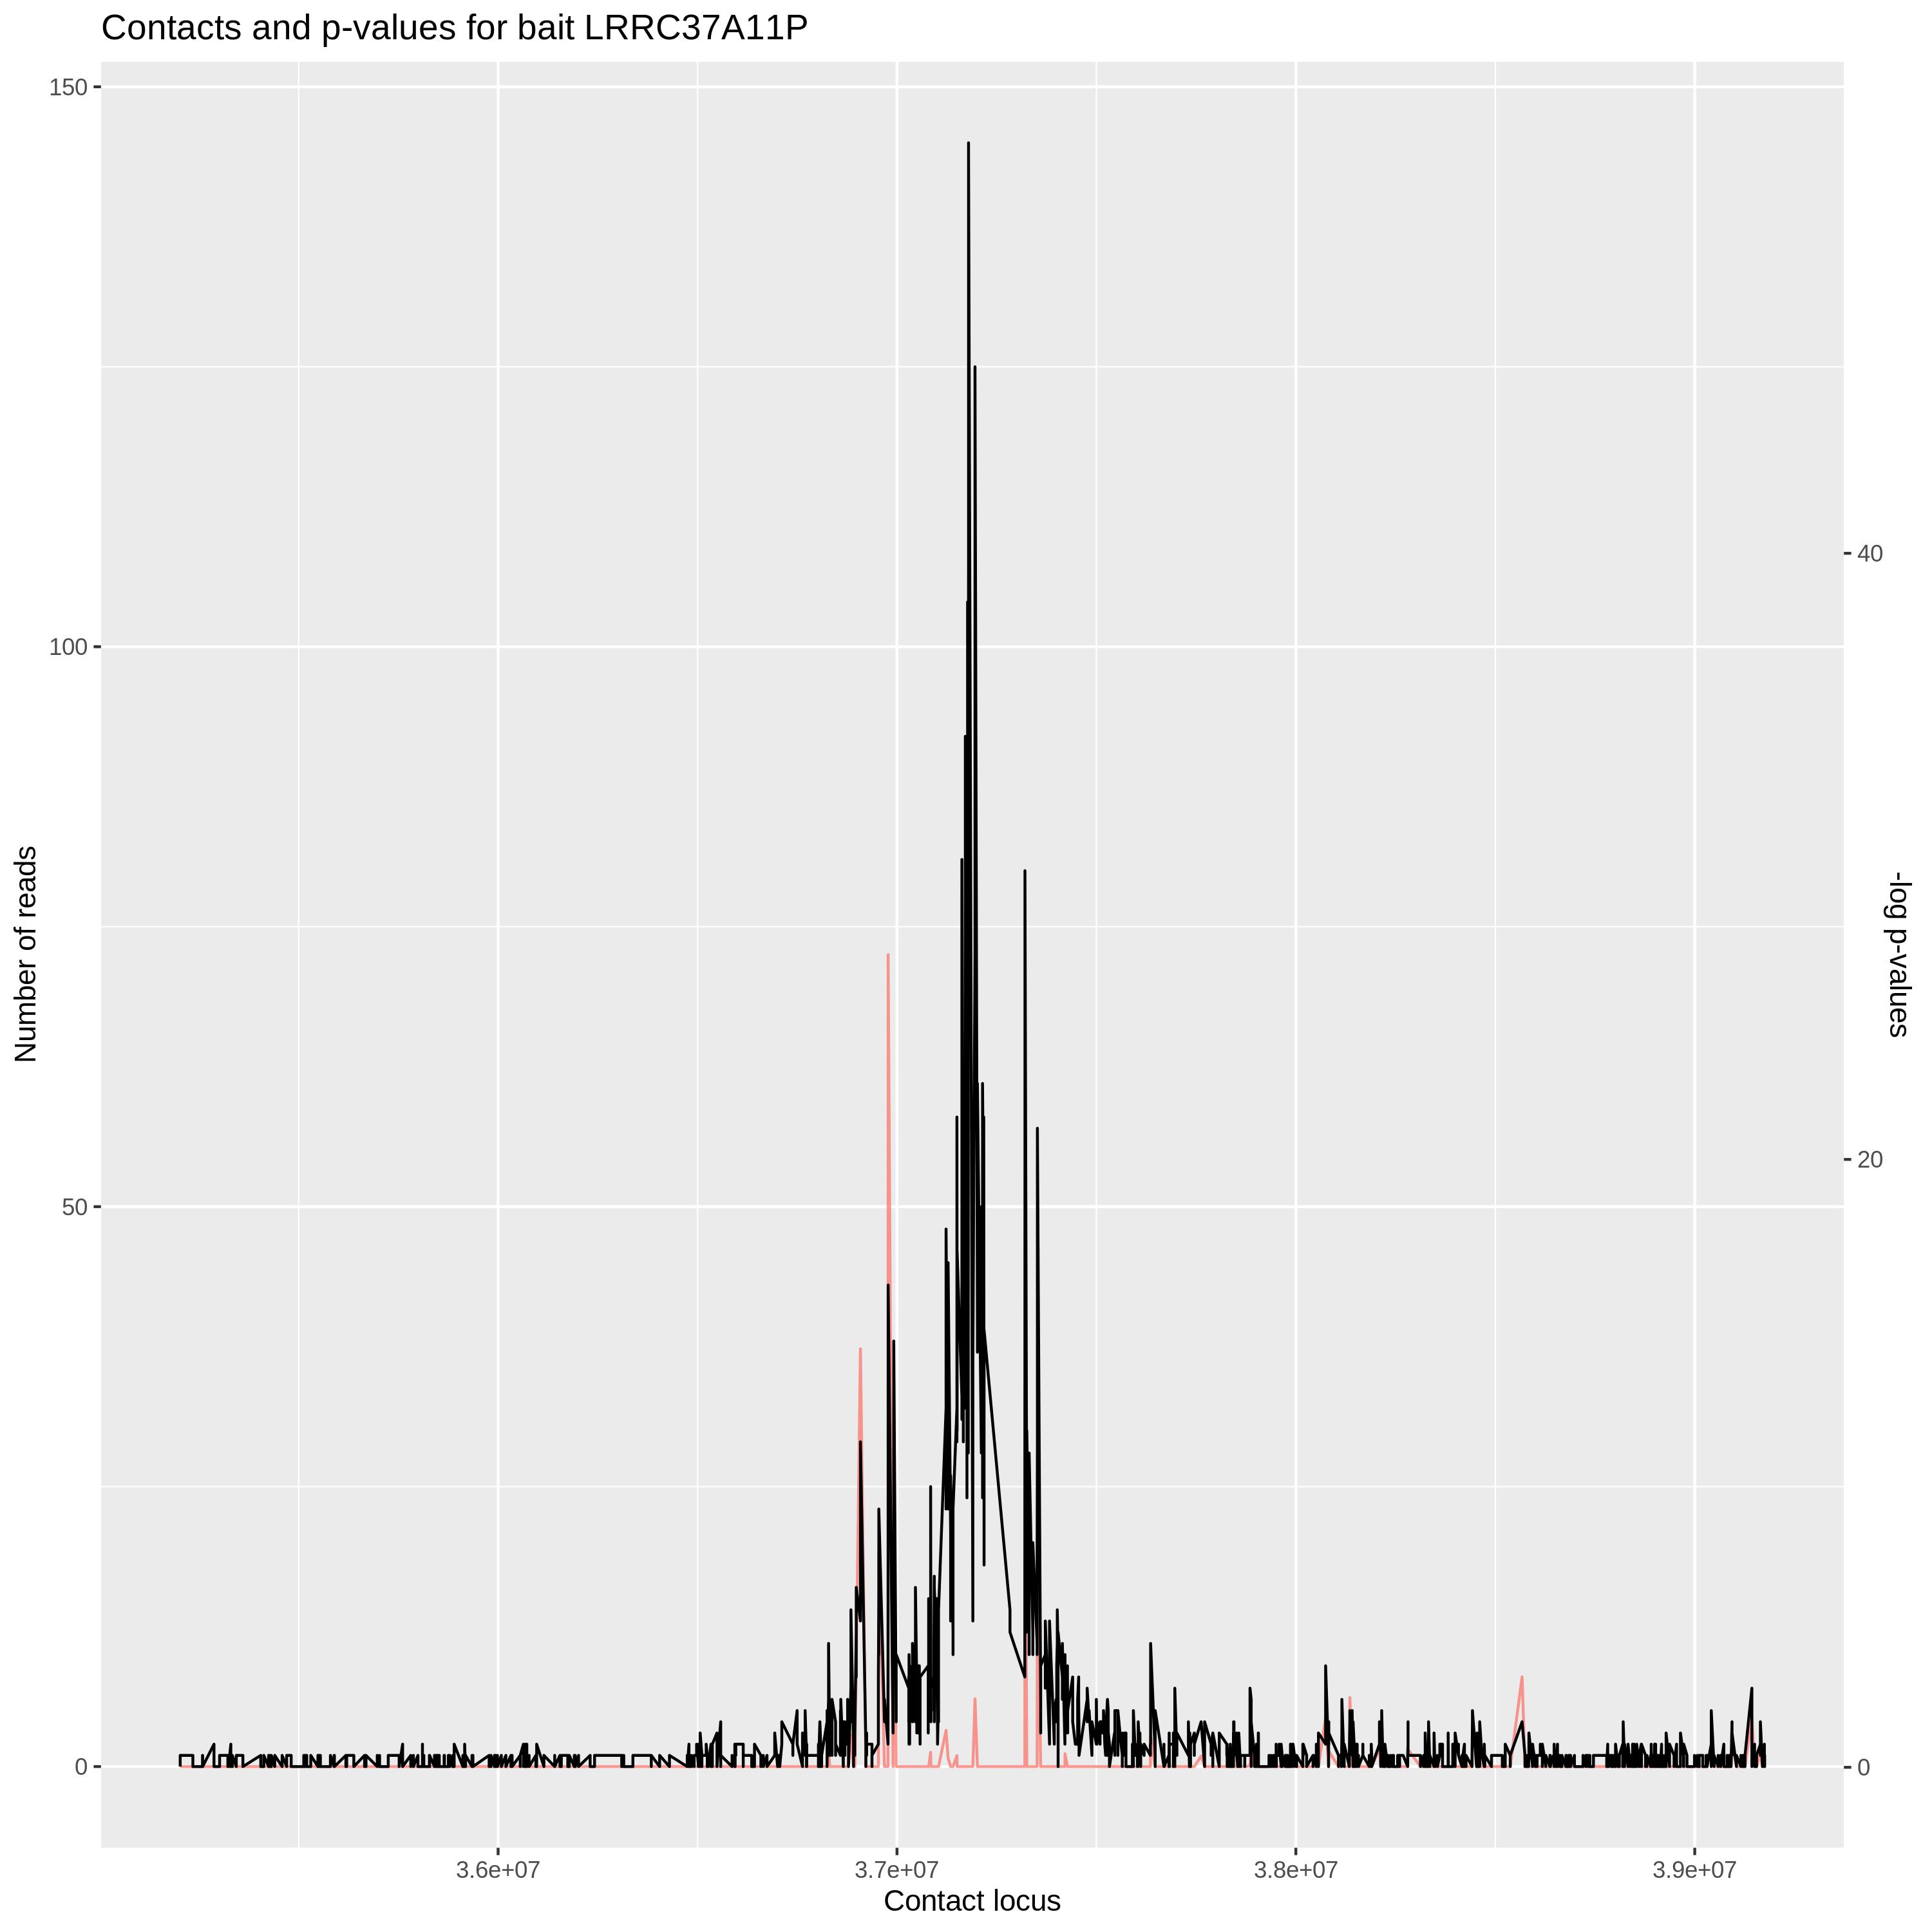 Contacts and p-values for bait LRRC37A11P
150
100
50
0
Number of reads
40
20
0
-log p-values
3.6e+07
3.7e+07
3.8e+07
3.9e+07
Contact locus